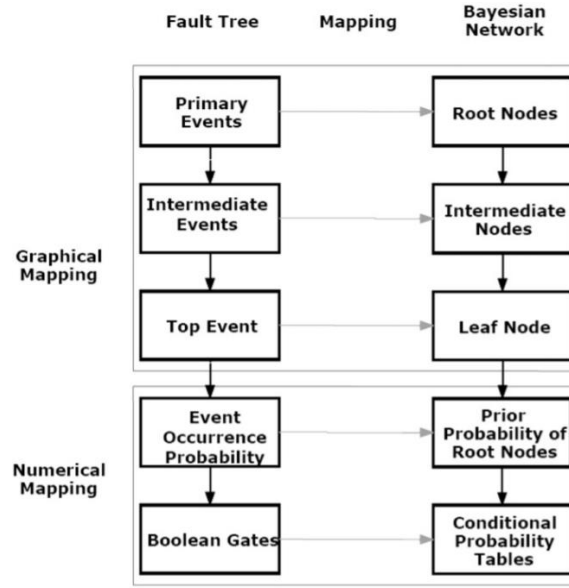 Fault Tree
Mapping
Bayesian
Network
Primary
Events
Root Nodes
Intermediate
Events
Intermediate
Nodes
Graphical
Mapping
Top Event
Leaf Node
Event
Occurrence
Probability
Prior
Probability of
Root Nodes
Numerical
Mapping
Boolean Gates
Conditional
Probability
Tables